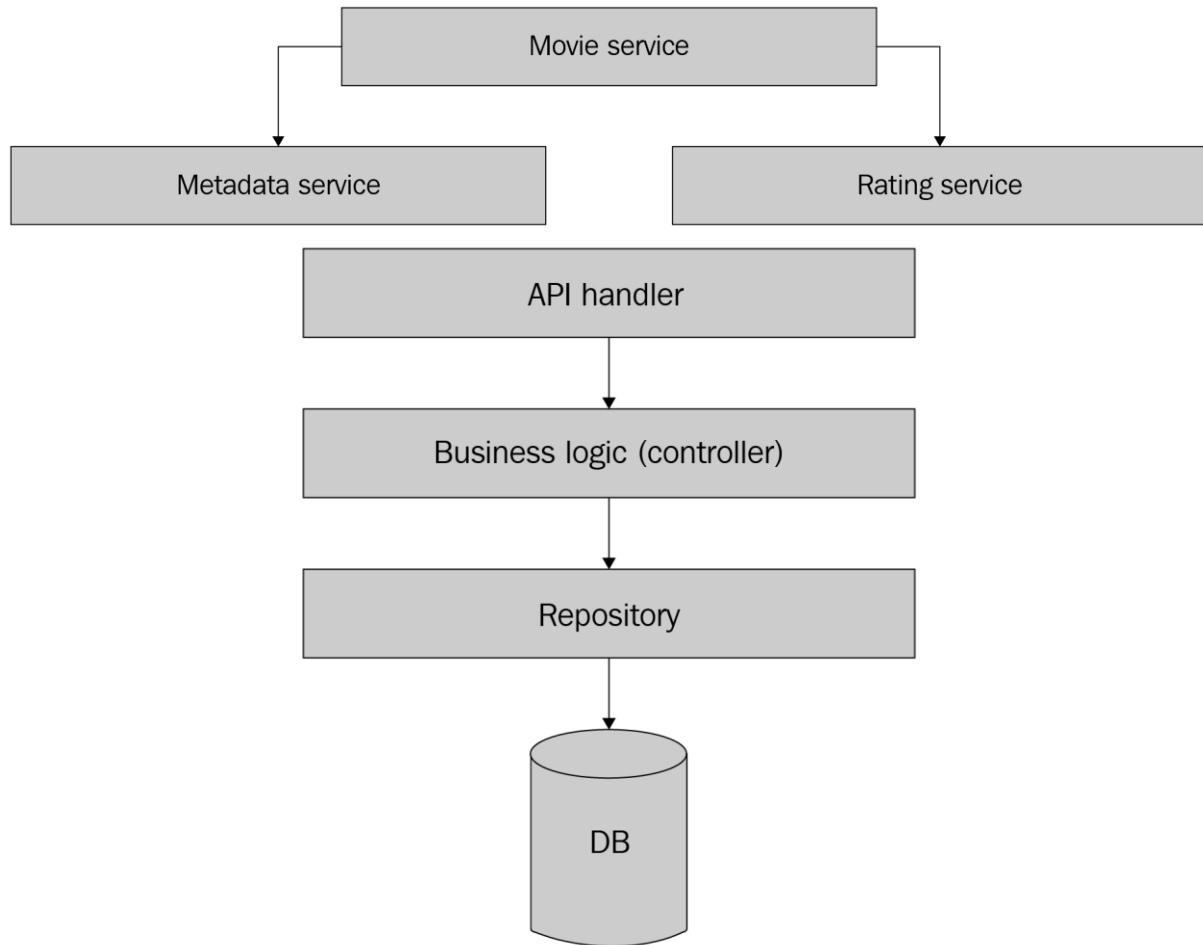 Movie service
Metadata service
Rating service
API handler
Business logic (controller)
Repository
DB